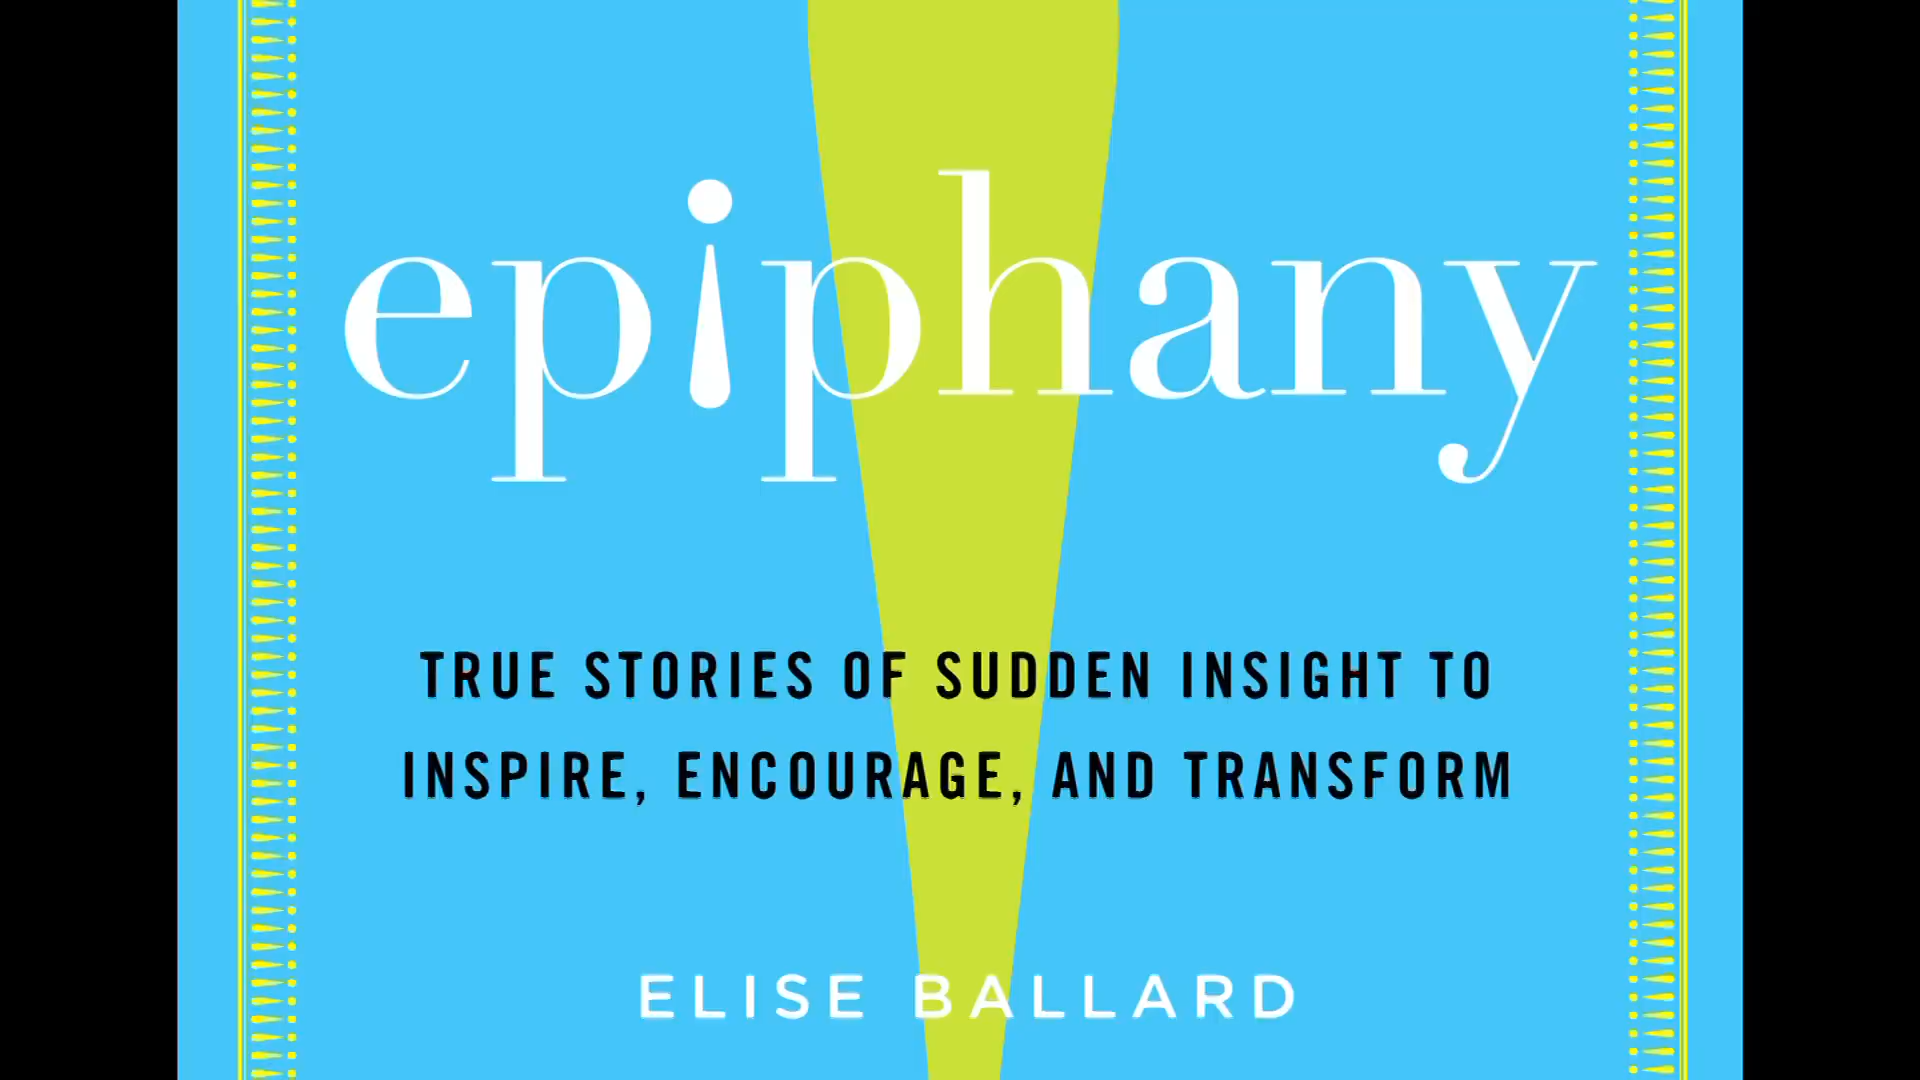 epiphany
TRUE STORIES OF SUDDEN INSIGHT TO
INSPIRE, ENCOURAGE, AND TRANSFORM
ELISE BALLARD